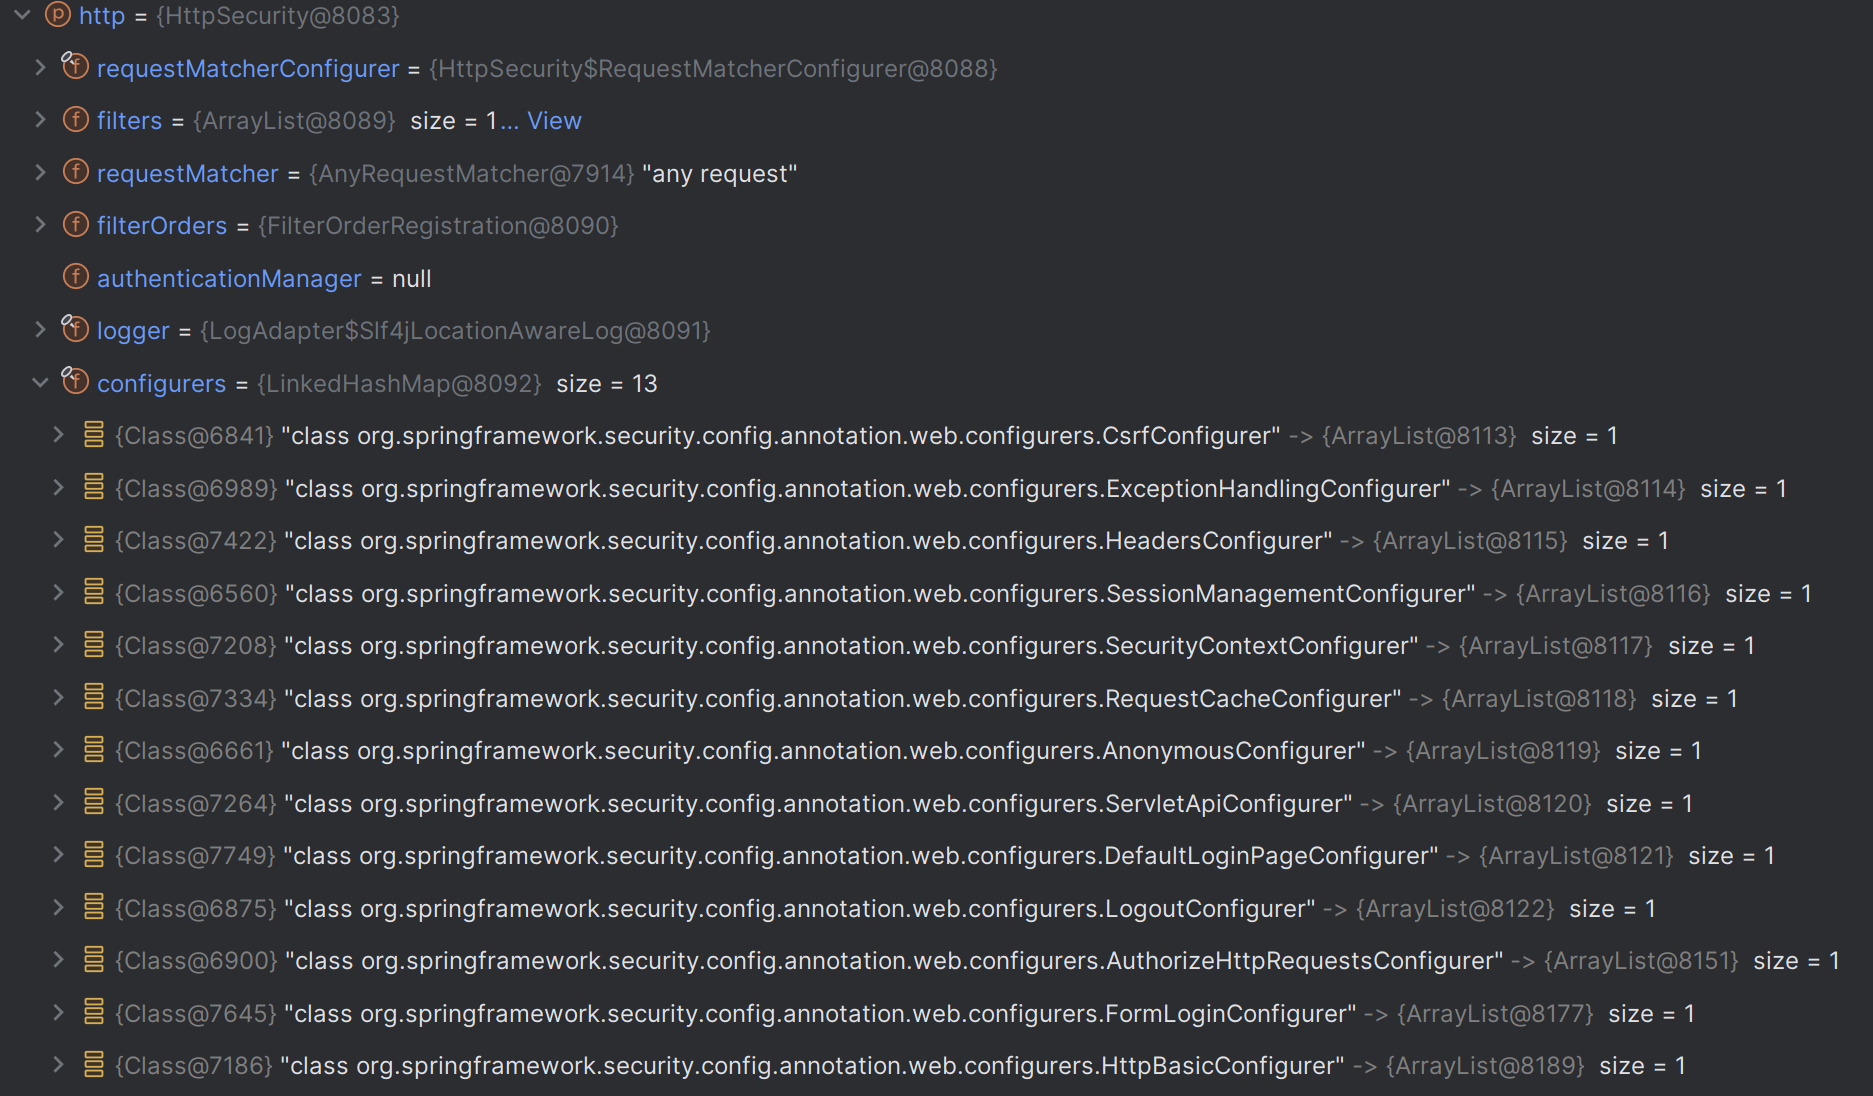 http = {HttpSecurity@8083}
requestMatcherConfigurer = {HttpSecurity$RequestMatcherConfigurer@8088}
filters = {ArrayList@8089} size = 1... View
requestMatcher = {AnyRequestMatcher@7914} "any request"
filterOrders = {FilterOrderRegistration@8090}
authenticationManager = null
logger = {LogAdapter$Slf4jLocationAwareLog@8091}
configurers = {LinkedHashMap@8092} size = 13
{Class@6841} "class org.springframework.security.config.annotation.web.configurers.CsrfConfigurer" -> {ArrayList@8113} size = 1
{Class@6989} "class org.springframework.security.config.annotation.web.configurers.ExceptionHandlingConfigurer" -> {ArrayList@8114} size = 1
{Class@7422} "class org.springframework.security.config.annotation.web.configurers.HeadersConfigurer" -> {ArrayList@8115} size = 1
{Class@6560} "class org.springframework.security.config.annotation.web.configurers.SessionManagementConfigurer" -> {ArrayList@8116} size = 1
{Class@7208} "class org.springframework.security.config.annotation.web.configurers.SecurityContextConfigurer" -> {ArrayList@8117} size = 1
{Class@7334} "class org.springframework.security.config.annotation.web.configurers.RequestCacheConfigurer" -> {ArrayList@8118} size = 1
{Class@6661} "class org.springframework.security.config.annotation.web.configurers.AnonymousConfigurer" -> {ArrayList@8119} size = 1
{Class@7264} "class org.springframework.security.config.annotation.web.configurers.ServletApiConfigurer" -> {ArrayList@8120} size = 1
{Class@7749} "class org.springframework.security.config.annotation.web.configurers.DefaultLoginPageConfigurer" -> {ArrayList@8121} size = 1
{Class@6875} "class org.springframework.security.config.annotation.web.configurers.LogoutConfigurer" -> {ArrayList@8122} size = 1
{Class@6900} "class org.springframework.security.config.annotation.web.configurers.AuthorizeHttpRequestsConfigurer" -> {ArrayList@8151} size = 1
{Class@7645} "class org.springframework.security.config.annotation.web.configurers.FormLoginConfigurer" -> {ArrayList@8177} size = 1
{Class@7186} "class org.springframework.security.config.annotation.web.configurers.HttpBasicConfigurer" -> {ArrayList@8189} size = 1